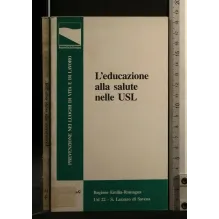 PREVENZIONE NEI LUOGHI DI VITA E DI LAVORO
L'educazione
alla salute
nelle USL
Regione Emilia-Romagna
Usl 22 - S. Lazzaro di Savena